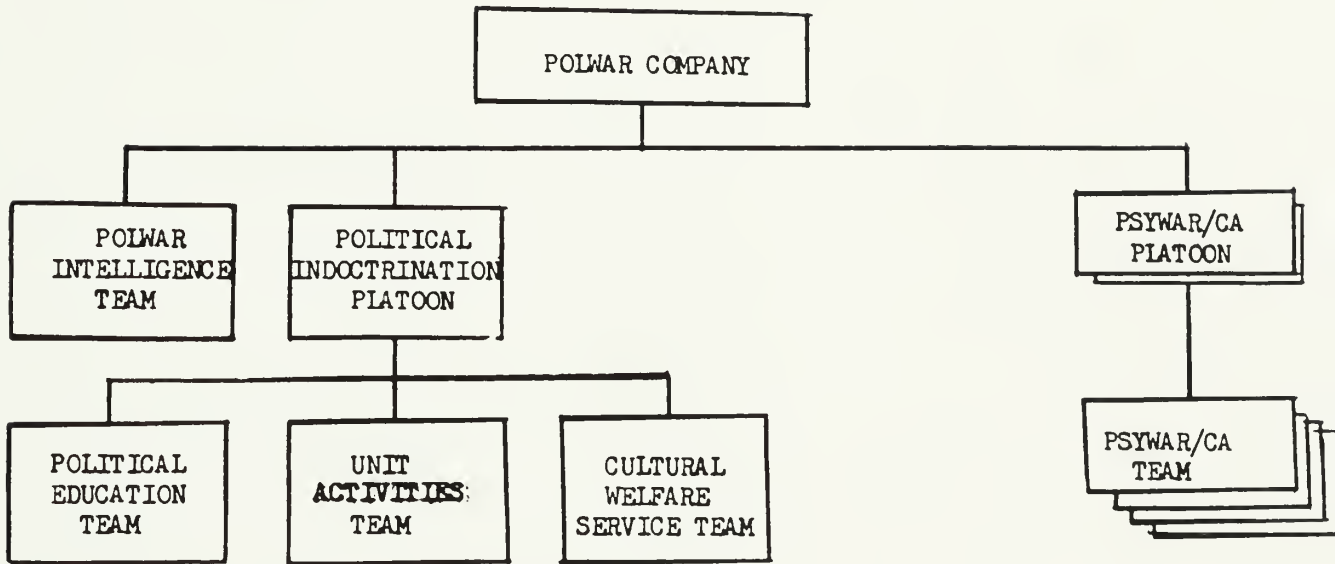 POLWAR COMPANY
POLWAR
INTELLIGENCE
TEAM
POLITICAL
INDOCTRINATION
PLATOON
PSYWAR/CA
PLATOON
POLITICAL
EDUCATION
TEAM
UNIT
ACTIVITIES
TEAM
CULTURAL
WELFARE
SERVICE TEAM
PSYWAR/CA
TEAM